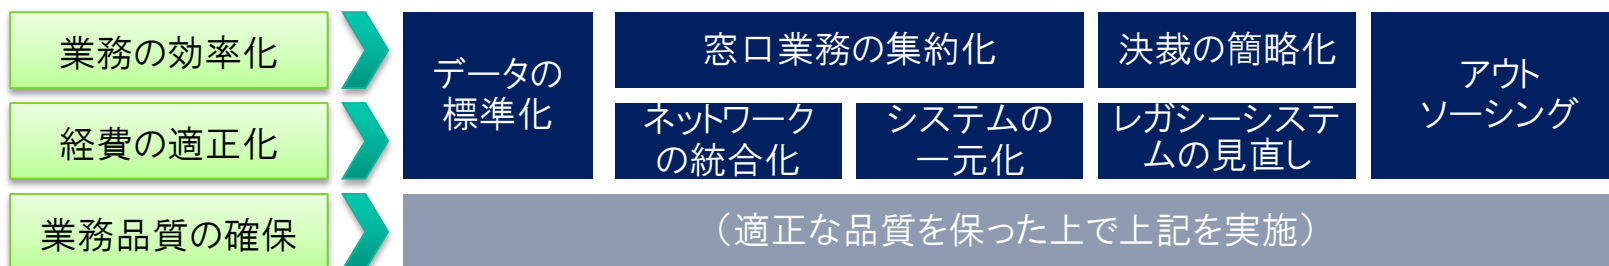 業務の効率化
データの
標準化
窓口業務の集約化
決裁の簡略化
アウト
ソーシング
経費の適正化
ネットワーク
の統合化
システムの
一元化
レガシーシステ
ムの見直し
業務品質の確保
（適正な品質を保った上で上記を実施）